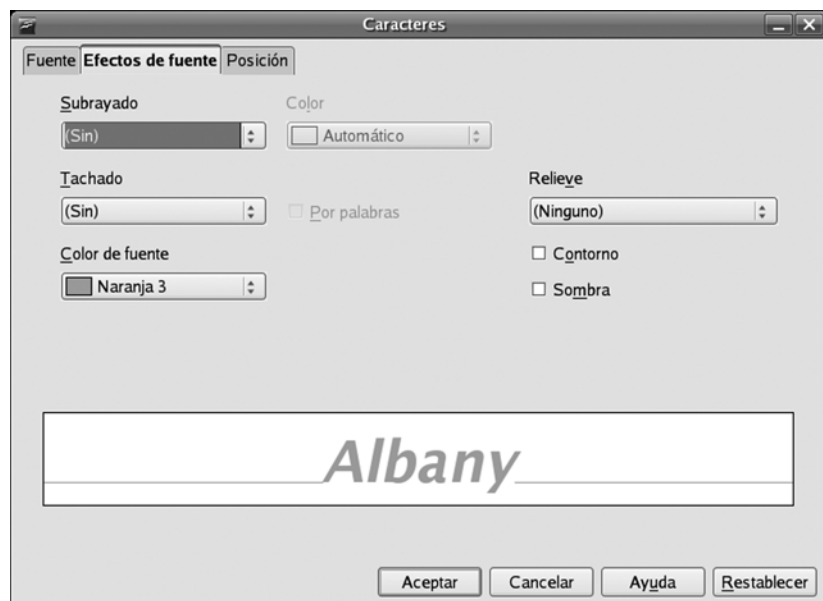 Caracteres
Fuente Efectos de fuente Posición
Subrayado Color
(Sin) Automático
Tachado Relieve
(Sin) Por palabras (Ninguno)
Color de fuente Contorno
Naranja 3 Sombra
Albany
Aceptar Cancelar Ayuda Restablecer